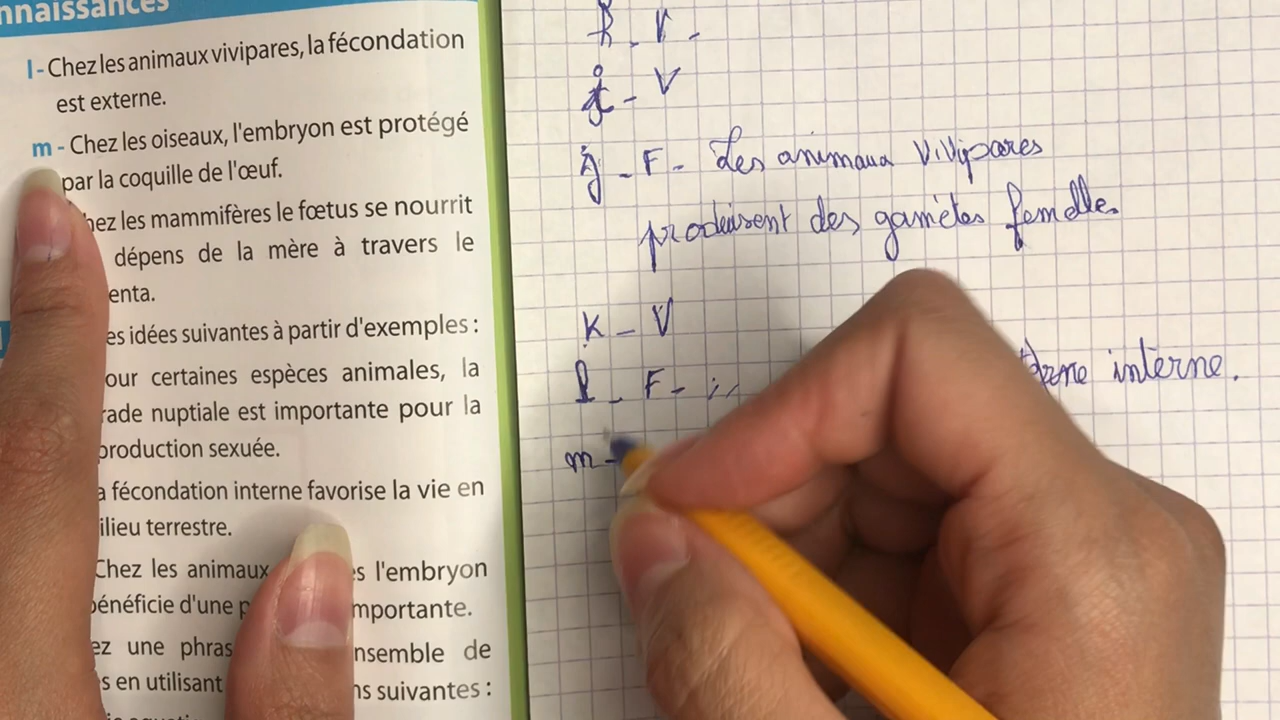 nnaissances
l- Chez les animaux vivipares, la fécondation
est externe.
m - Chez les oiseaux, l'embryon est protégé
par la coquille de l'œuf.
hez les mammifères le fœtus se nourrit
dépens de la mère à travers le
enta.
es idées suivantes à partir d'exemples :
our certaines espèces animales, la
rade nuptiale est importante pour la
production sexuée.
a fécondation interne favorise la vie en
ilieu terrestre.
Chez les animaux s l'embryon
bénéficie d'une p mportante.
ez une phras nsemble de
s en utilisant ns suivantes :
V -
- V
j - F - Les animaux vivipares
produisent des gamètes femelles
K - V
l - F - interne.
m -